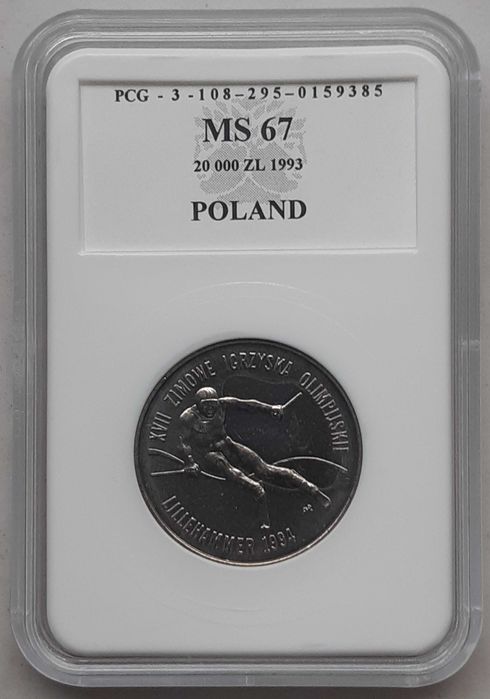 PCG - 3 -108-295-0159385
MS 67
20 000 ZL 1993
POLAND
XVII ZIMOWE IGRZYSKA OLIMPIJSKIE
LILLEHAMMER 1994